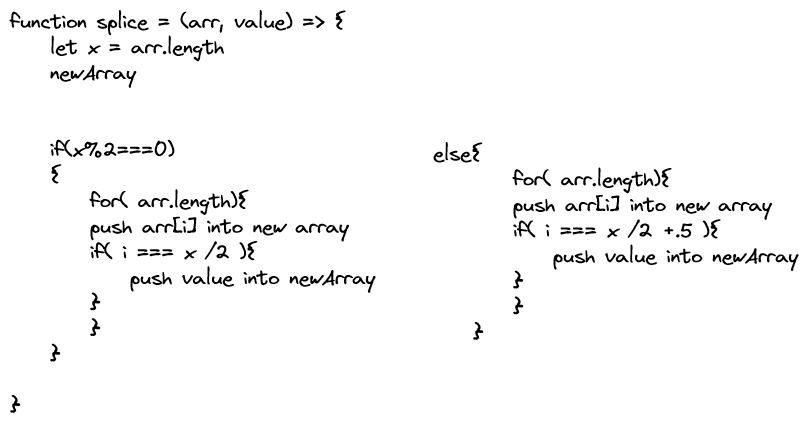 function splice = (arr, value) => {
let x = arr.length
newArray
if(x%2===0)
{
for( arr.length){
push arr[i] into new array
if( i === x /2 ){
push value into newArray
}
}
}
else{
for( arr.length){
push arr[i] into new array
if( i === x /2 +.5 ){
push value into newArray
}
}
}
}